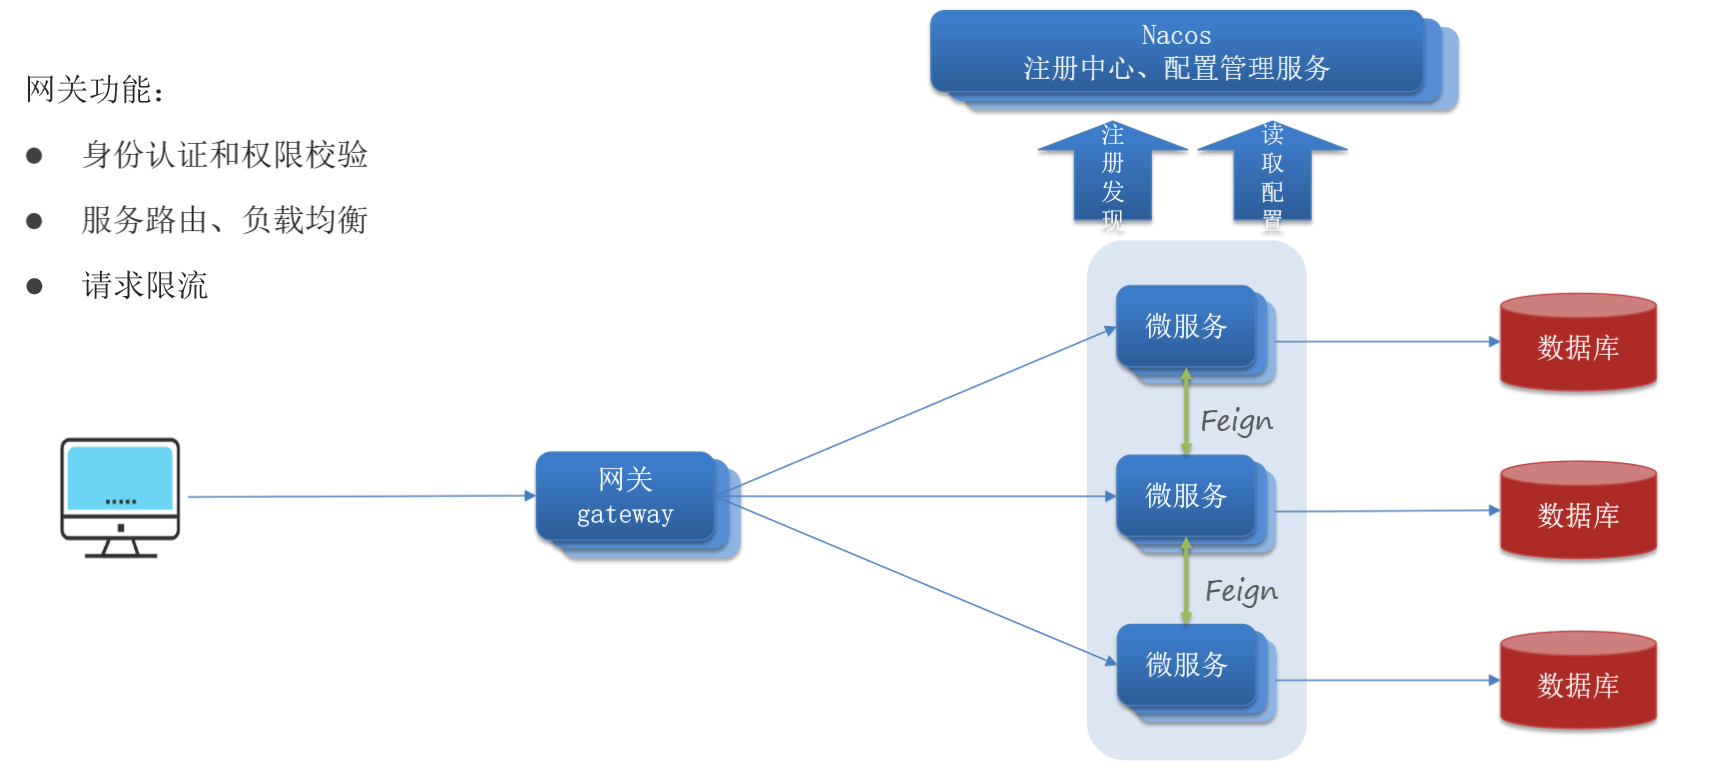 Nacos
注册中心、配置管理服务
网关功能：
身份认证和权限校验
服务路由、负载均衡
请求限流
注册发现
读取配置
微服务
数据库
Feign
网关
gateway
微服务
数据库
Feign
微服务
数据库